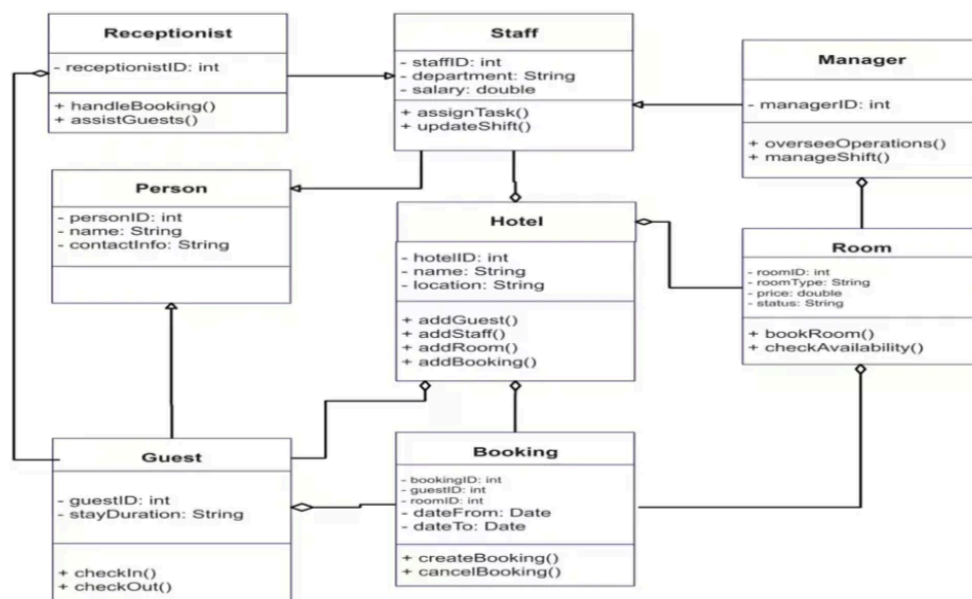 Receptionist
- receptionistID: int
+ handleBooking()
+ assistGuests()
Staff
- staffID: int
- department: String
- salary: double
+ assignTask()
+ updateShift()
Manager
- managerID: int
+ overseeOperations()
+ manageShift()
Person
- personID: int
- name: String
- contactInfo: String
Hotel
- hotelID: int
- name: String
- location: String
+ addGuest()
+ addStaff()
+ addRoom()
+ addBooking()
Room
- roomID: int
- roomType: String
- price: double
- status: String
+ bookRoom()
+ checkAvailability()
Guest
- guestID: int
- stayDuration: String
+ checkIn()
+ checkOut()
Booking
- bookingID: int
- guestID: int
- roomID: int
- dateFrom: Date
- dateTo: Date
+ createBooking()
+ cancelBooking()